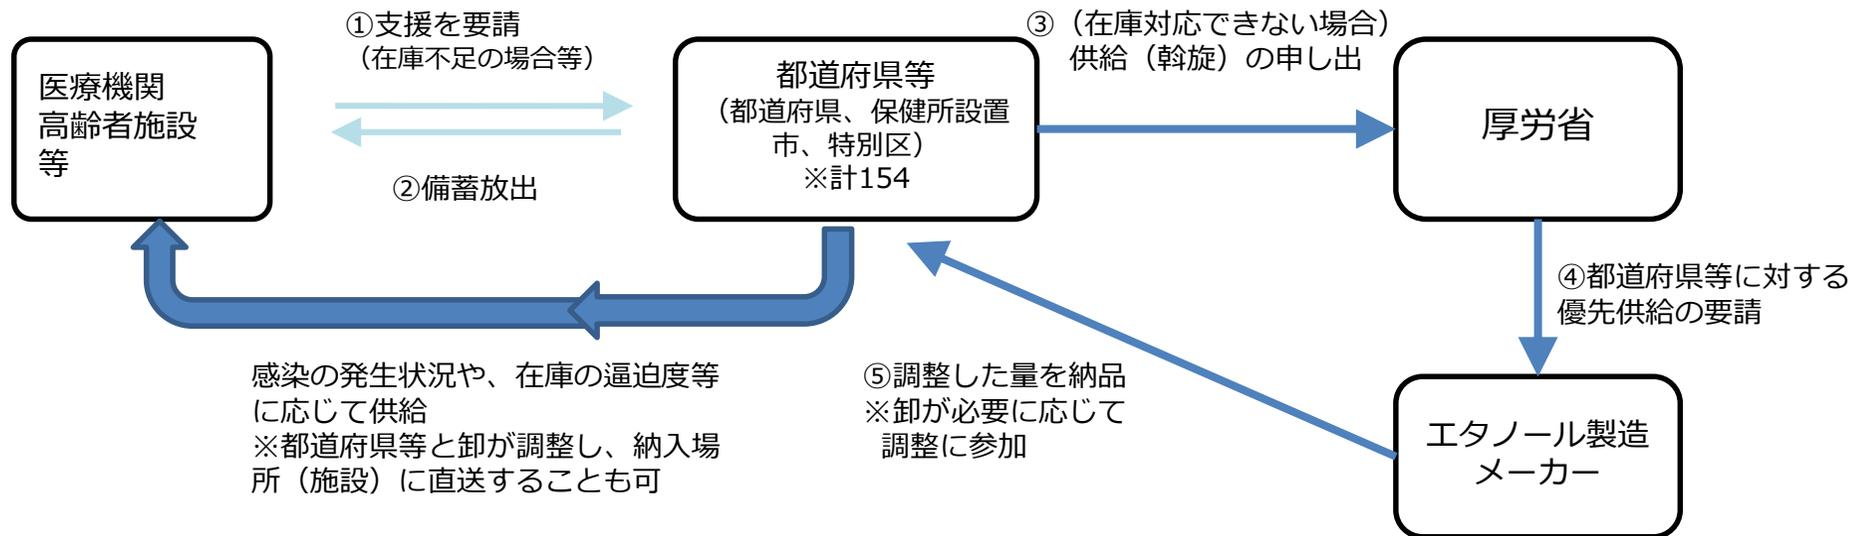 ①支援を要請
（在庫不足の場合等）
③（在庫対応できない場合）
供給（斡旋）の申し出
医療機関
高齢者施設
等
都道府県等
（都道府県、保健所設置
市、特別区）
※計154
厚労省
②備蓄放出
④都道府県等に対する
優先供給の要請
感染の発生状況や、在庫の逼迫度等
に応じて供給
※都道府県等と卸が調整し、納入場
所（施設）に直送することも可
⑤調整した量を納品
※卸が必要に応じて
調整に参加
エタノール製造
メーカー